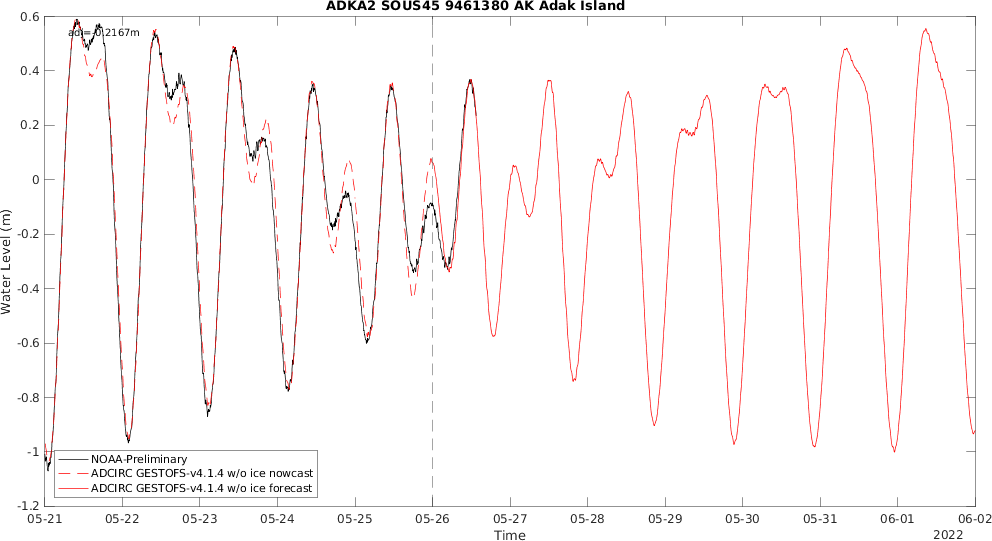 ADKA2 SOUS45 9461380 AK Adak Island
adj=-0.2167m
Water Level (m)
0.6
0.4
0.2
0
-0.2
-0.4
-0.6
-0.8
-1
-1.2
NOAA-Preliminary
ADCIRC GESTOFS-v4.1.4 w/o ice nowcast
ADCIRC GESTOFS-v4.1.4 w/o ice forecast
05-21 05-22 05-23 05-24 05-25 05-26 05-27 05-28 05-29 05-30 05-31 06-01 06-02
Time
2022